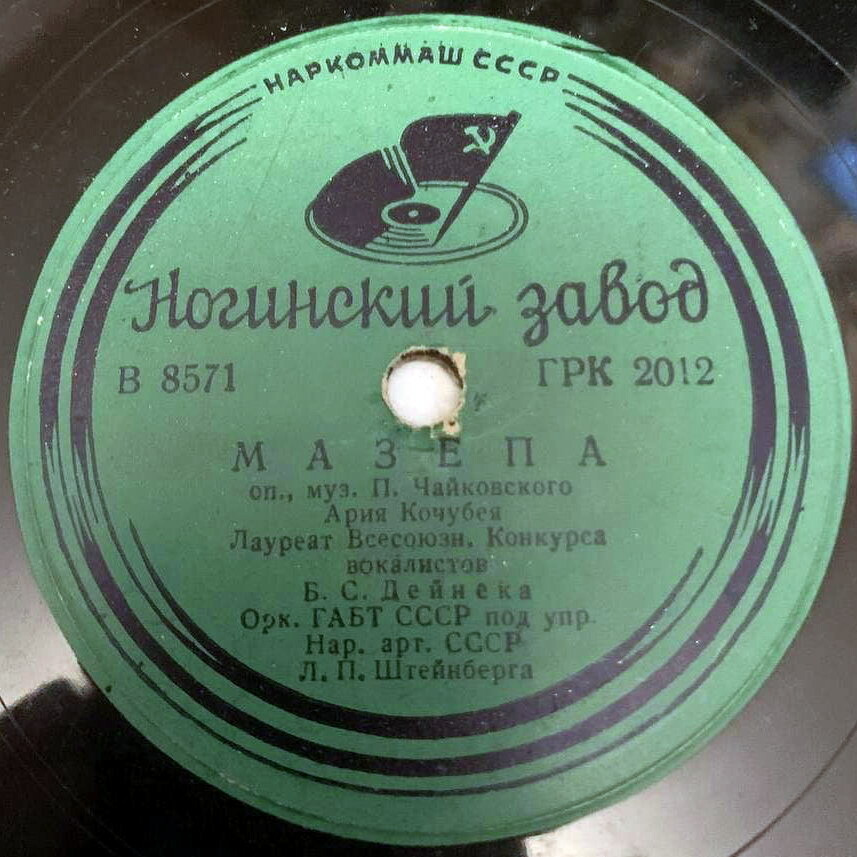 НАРКОММАШ СССР
Ногинский завод
В 8571 ГРК 2012
МАЗЕПА
оп., муз. П. Чайковского
Ария Кочубея
Лауреат Всесоюзн. Конкурса
вокалистов
Б. С. Дейнека
Орк. ГАБТ СССР под упр.
Нар. арт. СССР
Л. П. Штейнберга